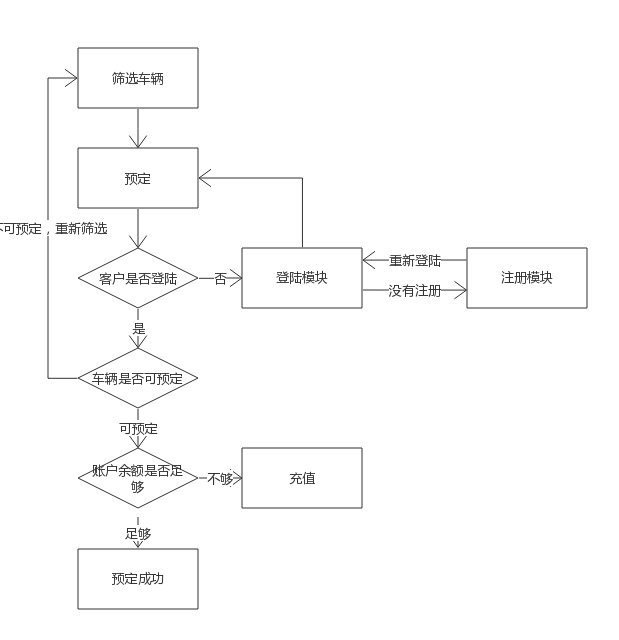 筛选车辆
预定
不可预定，重新筛选
客户是否登陆
否
登陆模块
重新登陆
没有注册
注册模块
是
车辆是否可预定
可预定
账户余额是否足
够
不够
充值
足够
预定成功